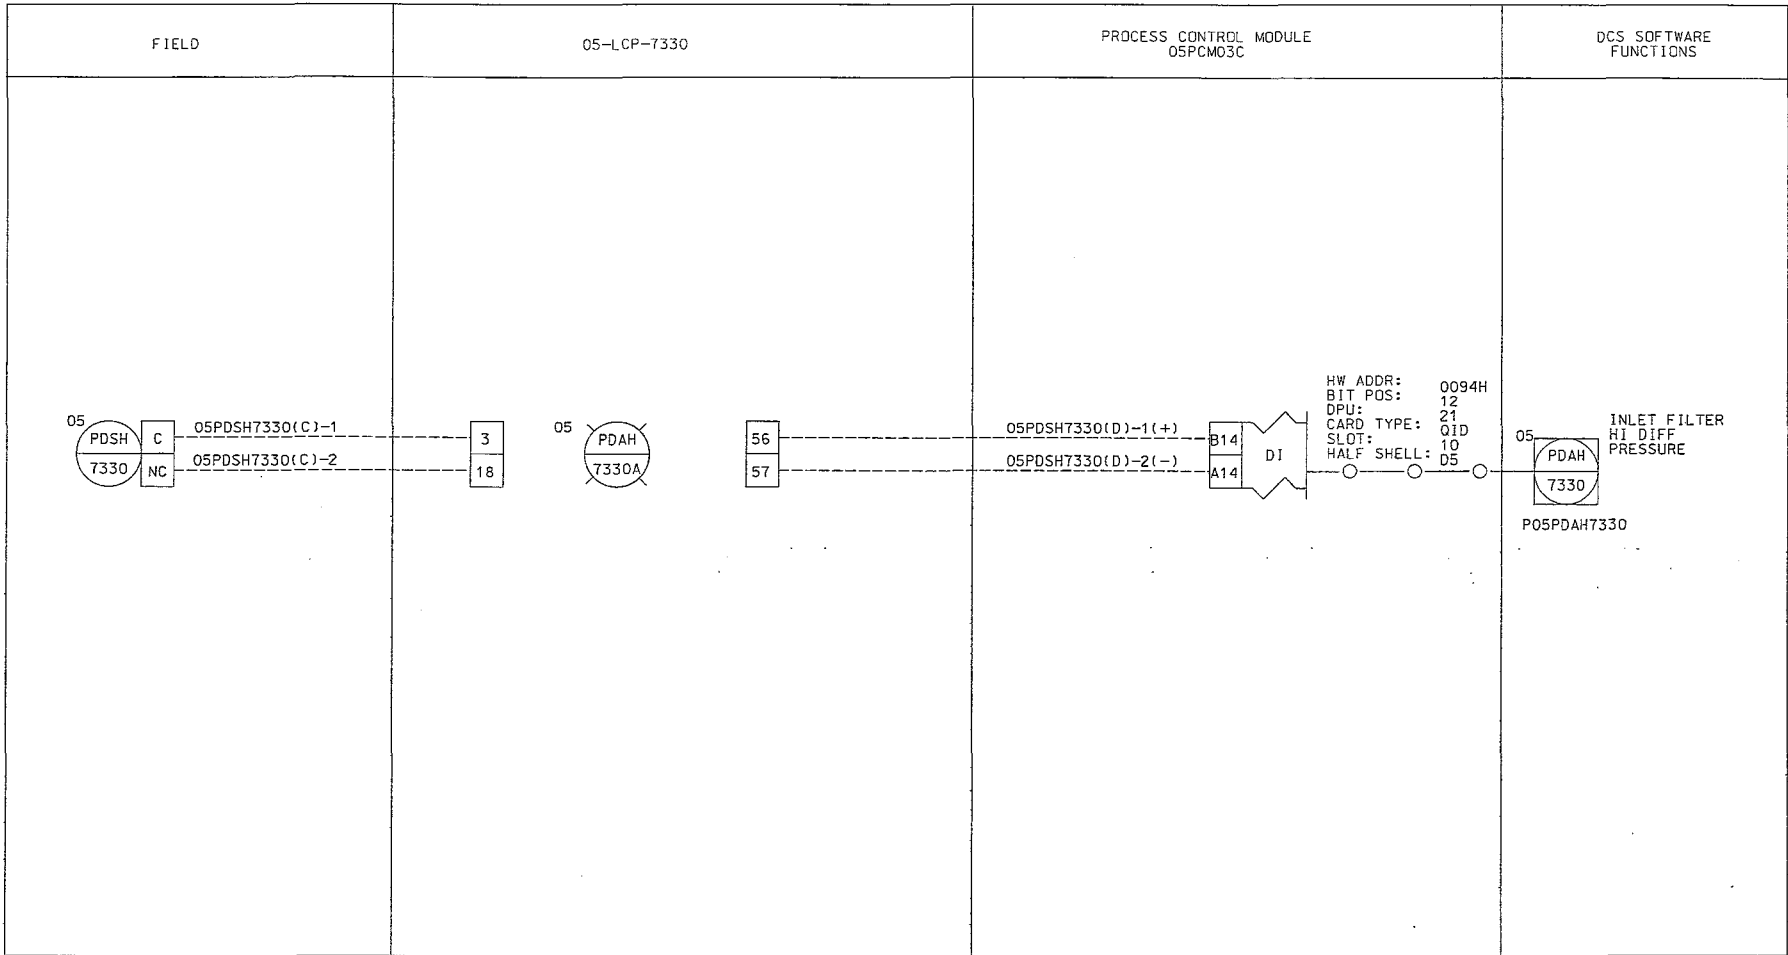 FIELD
05-LCP-7330
PROCESS CONTROL MODULE
05PCM03C
DCS SOFTWARE
FUNCTIONS
05
PDSH
7330
C
NC
05PDSH7330(C)-1
05PDSH7330(C)-2
3
18
05
PDAH
7330A
56
57
05PDSH7330(D)-1(+)
05PDSH7330(D)-2(-)
B14
A14
DI
HW ADDR: 0094H
BIT POS: 12
DPU: 21
CARD TYPE: QID
SLOT: 10
HALF SHELL: D5
05
PDAH
7330
P05PDAH7330
INLET FILTER
HI DIFF
PRESSURE